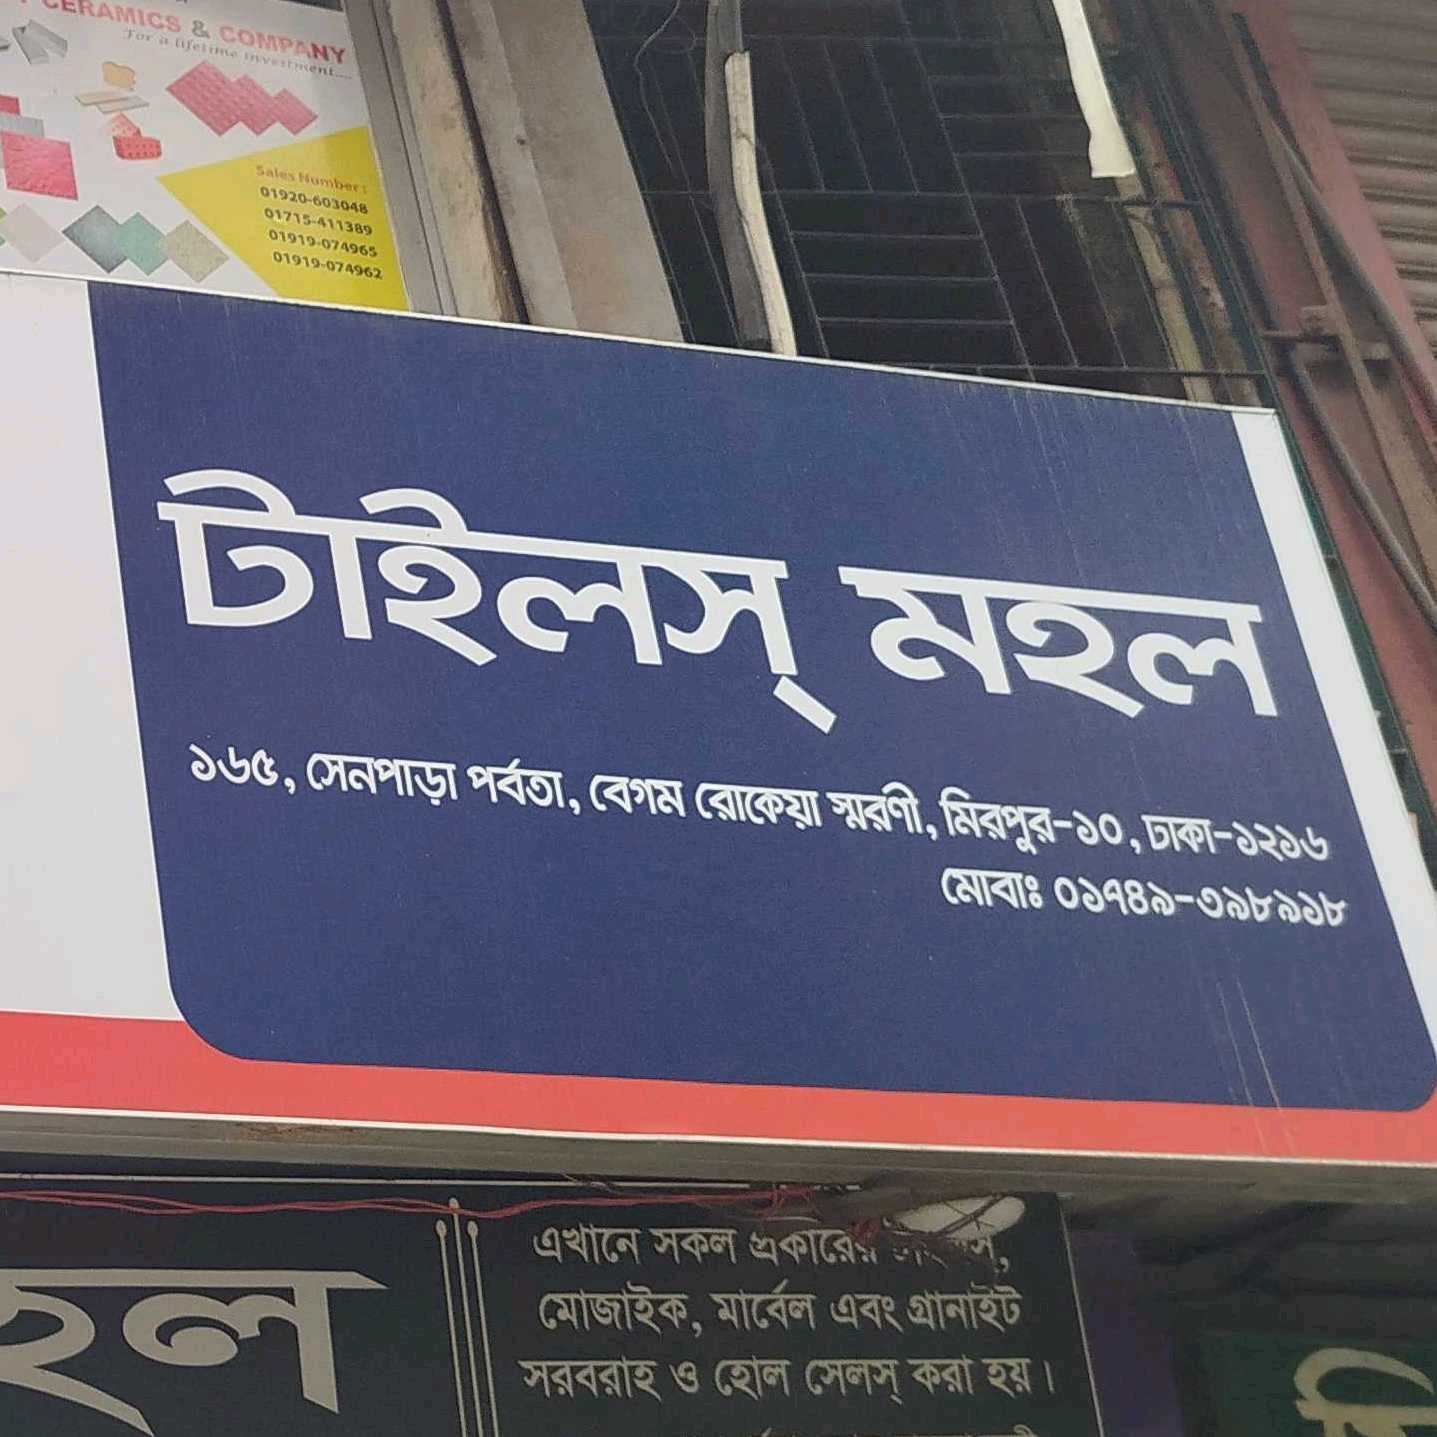 CERAMICS & COMPANY
For a lifetime investment....
Sales Number:
01920-603048
01715-411389
01919-074965
01919-074962
টাইলস্ মহল
১৬৫, সেনপাড়া পর্বতা, বেগম রোকেয়া স্মরণী, মিরপুর-১০, ঢাকা-১২১৬
মোবাঃ ০১৭৪৯-৩৯৮৯১৮
এখানে সকল প্রকারের
মোজাইক, মার্বেল এবং গ্রানাইট
সরবরাহ ও হোল সেলস্ করা হয়।